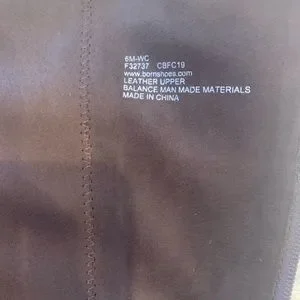 6M-WC
F32737 CBFC19
www.bornshoes.com
LEATHER UPPER
BALANCE MAN MADE MATERIALS
MADE IN CHINA